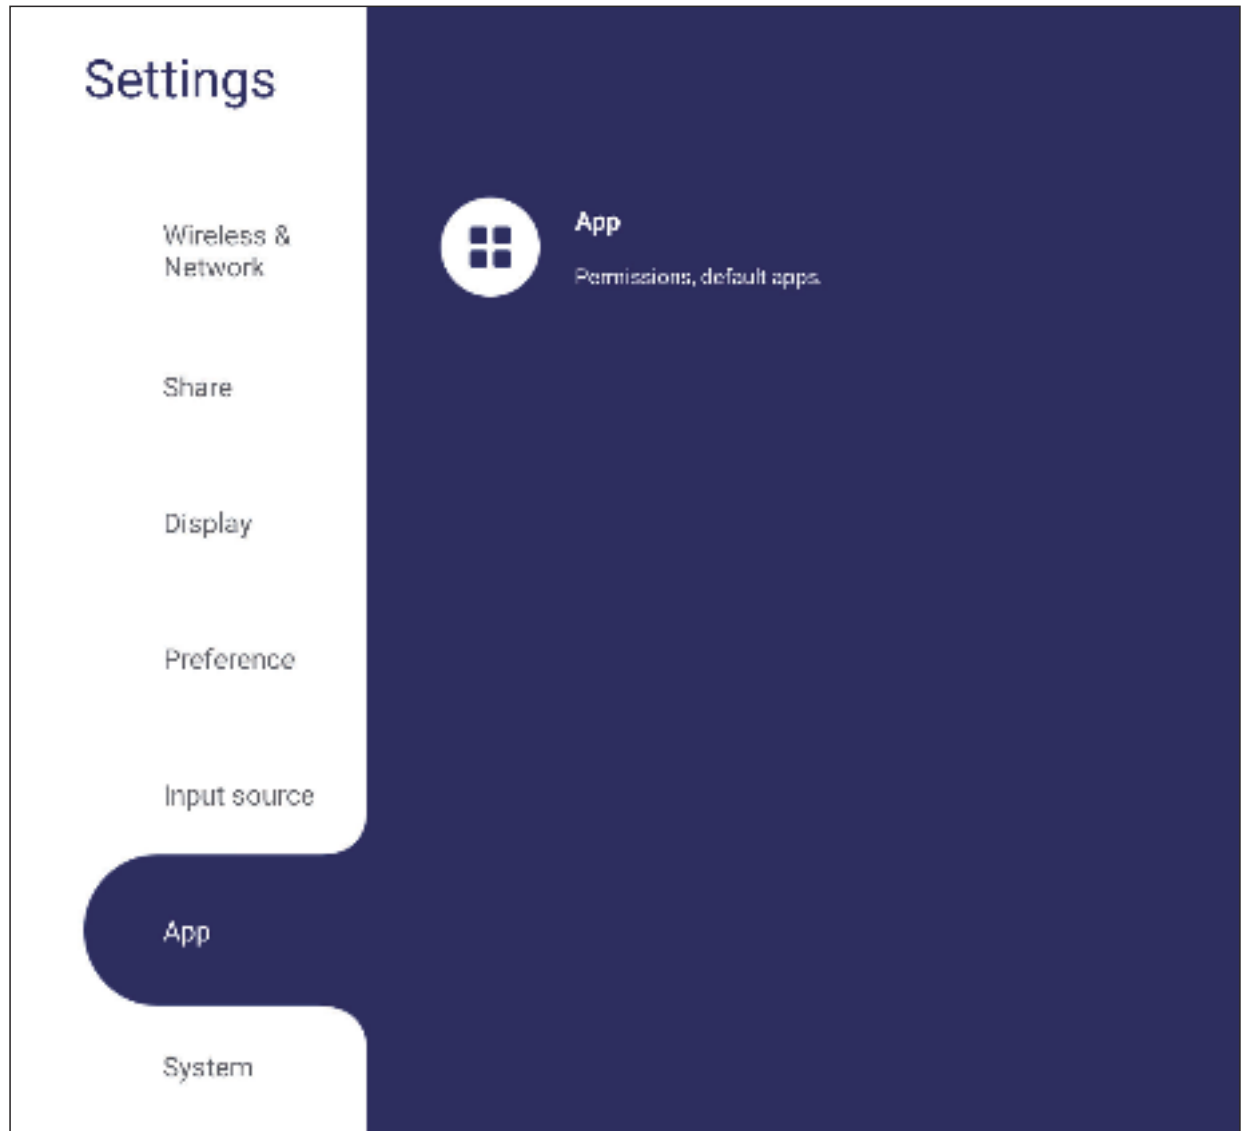 Settings
Wireless &
Network
Share
Display
Preference
Input source
App
System
App
Permissions, default apps.